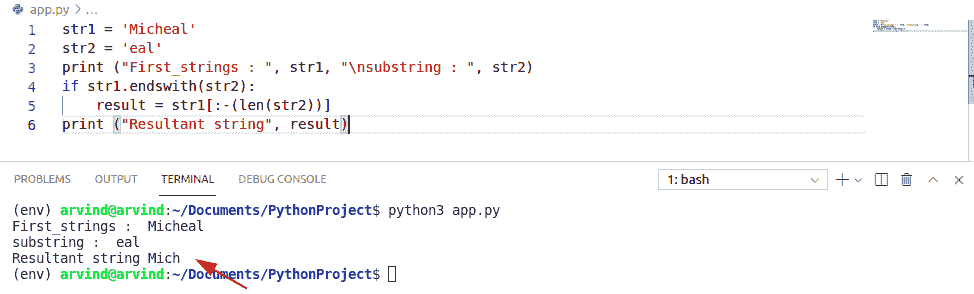 app.py > ...
1 str1 = 'Micheal'
2 str2 = 'eal'
3 print ("First_strings : ", str1, "\nsubstring : ", str2)
4 if str1.endswith(str2):
5     result = str1[:-(len(str2))]
6 print ("Resultant string", result)
PROBLEMS OUTPUT TERMINAL DEBUG CONSOLE 1: bash
(env) arvind@arvind:~/Documents/PythonProject$ python3 app.py
First_strings :  Micheal
substring :  eal
Resultant string Mich
(env) arvind@arvind:~/Documents/PythonProject$